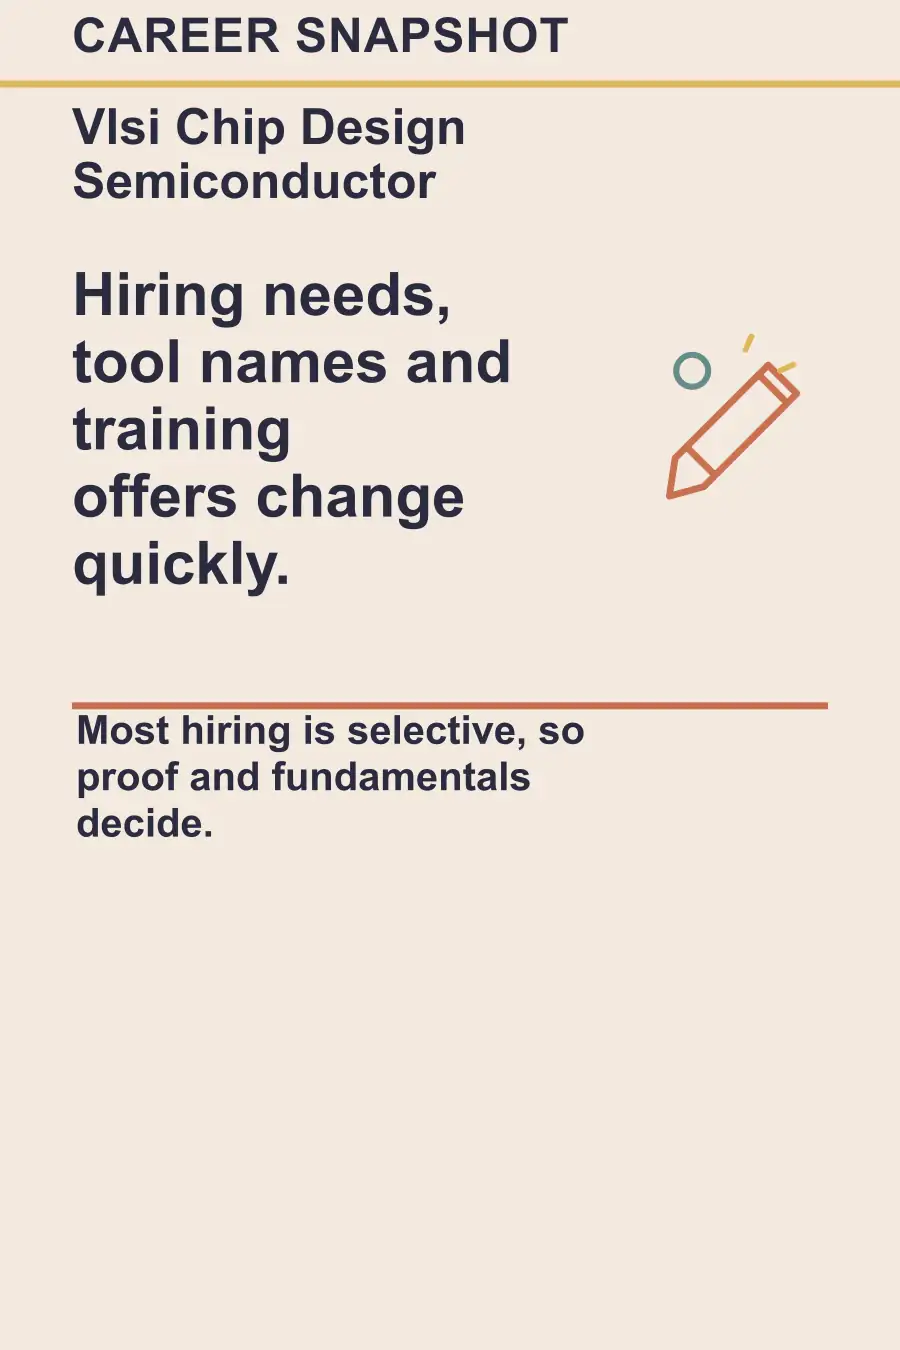 CAREER SNAPSHOT
Vlsi Chip Design
Semiconductor
Hiring needs,
tool names and
training
offers change
quickly.
Most hiring is selective, so
proof and fundamentals
decide.